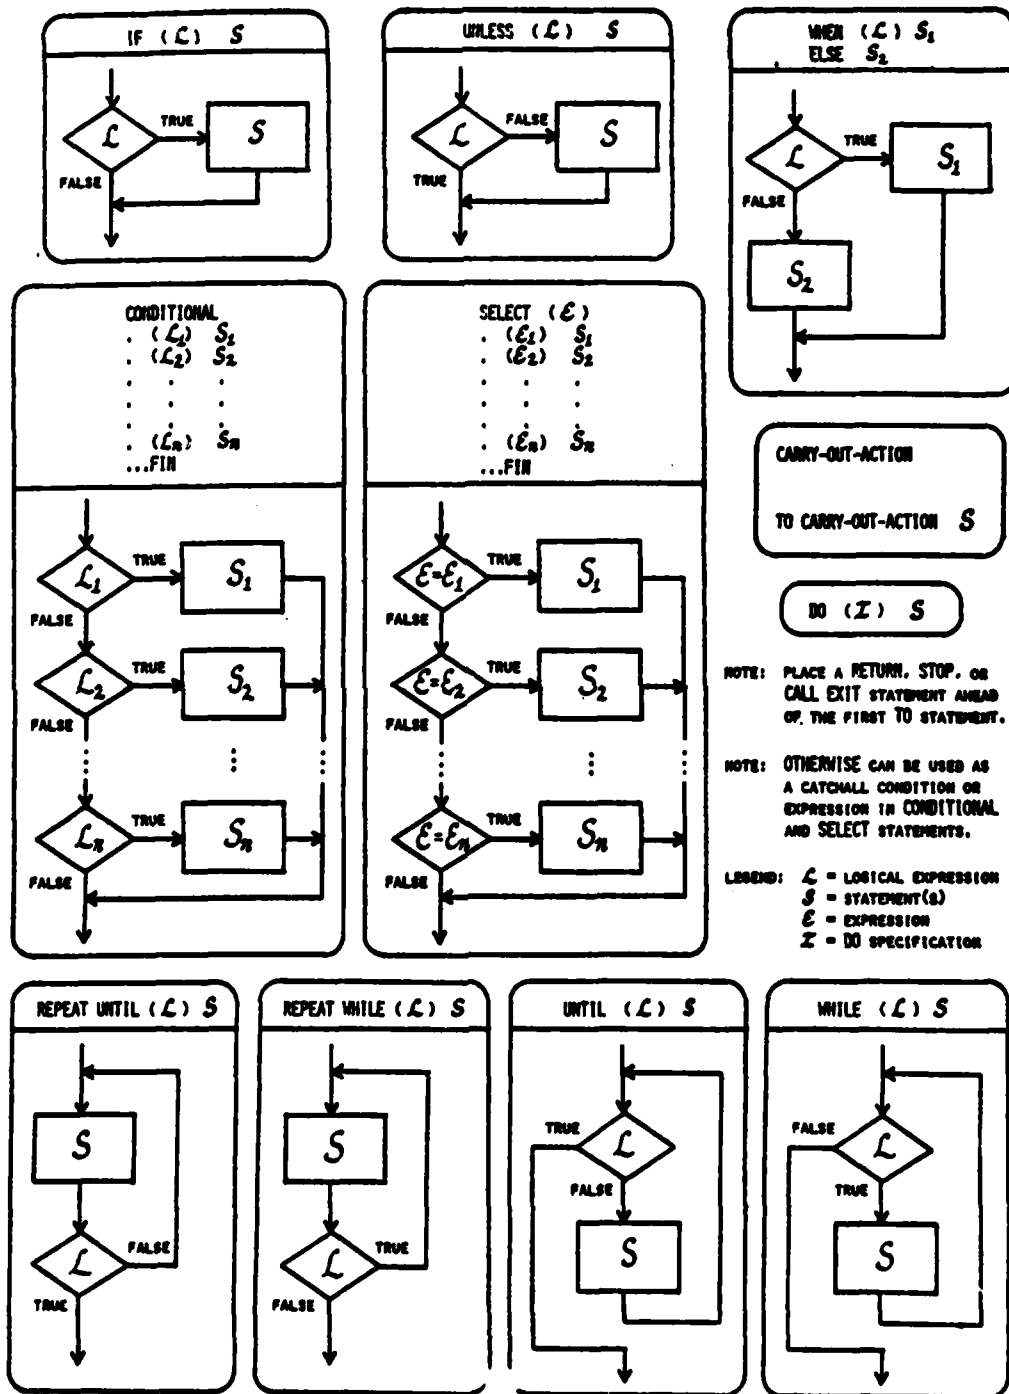 IF (ℒ) S
ℒ
TRUE
S
FALSE
UNLESS (ℒ) S
ℒ
FALSE
S
TRUE
WHEN (ℒ) S₁
ELSE S₂
ℒ
TRUE
S₁
FALSE
S₂
CONDITIONAL
. (ℒ₁) S₁
. (ℒ₂) S₂
. . .
. . .
. (ℒₙ) Sₙ
...FIN
ℒ₁
TRUE
S₁
FALSE
ℒ₂
TRUE
S₂
FALSE
⋮
ℒₙ
TRUE
Sₙ
FALSE
SELECT (ℰ)
. (ℰ₁) S₁
. (ℰ₂) S₂
. . .
. . .
. (ℰₙ) Sₙ
...FIN
ℰ=ℰ₁
TRUE
S₁
FALSE
ℰ=ℰ₂
TRUE
S₂
FALSE
⋮
ℰ=ℰₙ
TRUE
Sₙ
FALSE
CARRY-OUT-ACTION
TO CARRY-OUT-ACTION S
DO (ℐ) S
NOTE: PLACE A RETURN, STOP, OR
CALL EXIT STATEMENT AHEAD
OF THE FIRST TO STATEMENT.
NOTE: OTHERWISE CAN BE USED AS
A CATCHALL CONDITION OR
EXPRESSION IN CONDITIONAL
AND SELECT STATEMENTS.
LEGEND: ℒ = LOGICAL EXPRESSION
S = STATEMENT(S)
ℰ = EXPRESSION
ℐ = DO SPECIFICATION
REPEAT UNTIL (ℒ) S
S
ℒ
FALSE
TRUE
REPEAT WHILE (ℒ) S
S
ℒ
TRUE
FALSE
UNTIL (ℒ) S
TRUE
ℒ
FALSE
S
WHILE (ℒ) S
FALSE
ℒ
TRUE
S